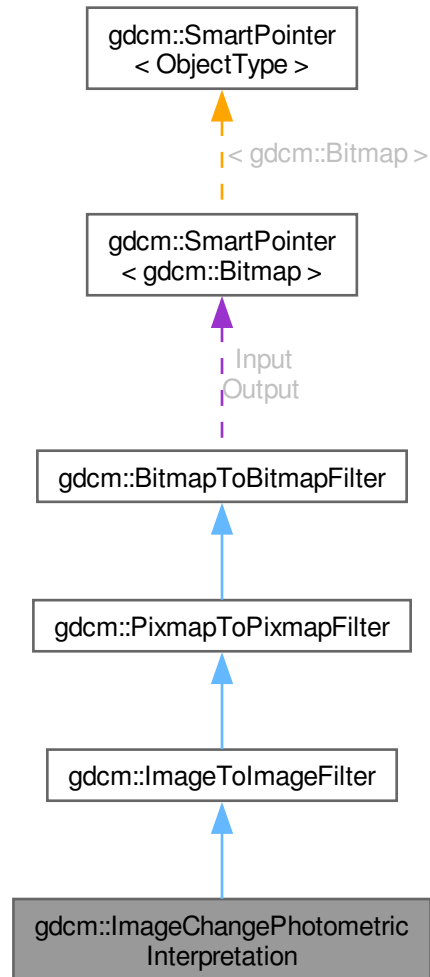 gdcm::SmartPointer
< ObjectType >
< gdcm::Bitmap >
gdcm::SmartPointer
< gdcm::Bitmap >
Input
Output
gdcm::BitmapToBitmapFilter
gdcm::PixmapToPixmapFilter
gdcm::ImageToImageFilter
gdcm::ImageChangePhotometric
Interpretation